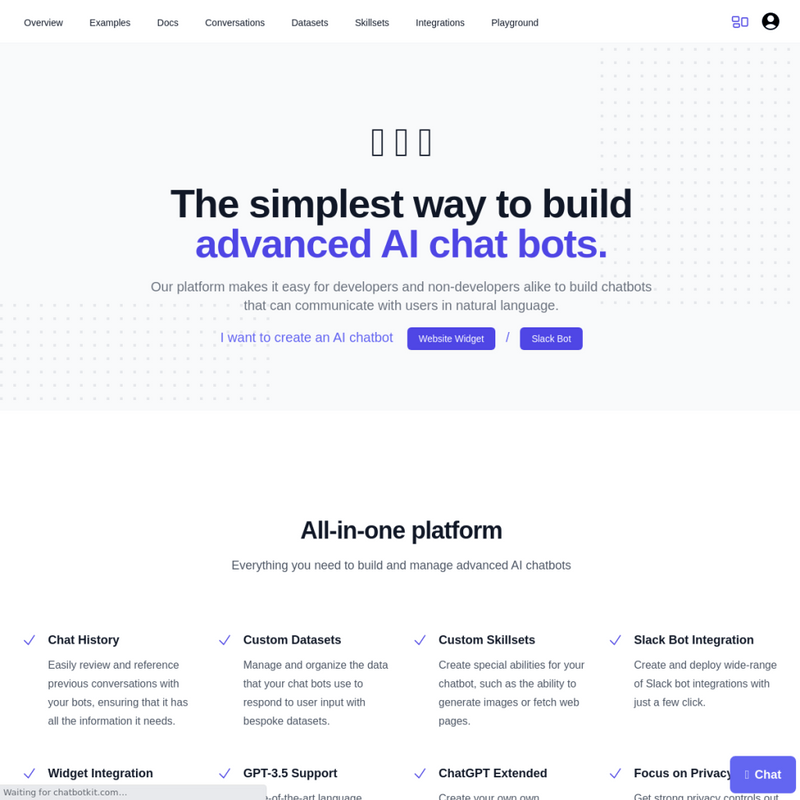 Overview Examples Docs Conversations Datasets Skillsets Integrations Playground
The simplest way to build
advanced AI chat bots.
Our platform makes it easy for developers and non-developers alike to build chatbots
that can communicate with users in natural language.
I want to create an AI chatbot Website Widget / Slack Bot
All-in-one platform
Everything you need to build and manage advanced AI chatbots
Chat History
Easily review and reference
previous conversations with
your bots, ensuring that it has
all the information it needs.
Custom Datasets
Manage and organize the data
that your chat bots use to
respond to user input with
bespoke datasets.
Custom Skillsets
Create special abilities for your
chatbot, such as the ability to
generate images or fetch web
pages.
Slack Bot Integration
Create and deploy wide-range
of Slack bot integrations with
just a few click.
Widget Integration
GPT-3.5 Support
-of-the-art language
ChatGPT Extended
Create your own own
Focus on Privacy
Get strong privacy controls out
Chat
Waiting for chatbotkit.com...